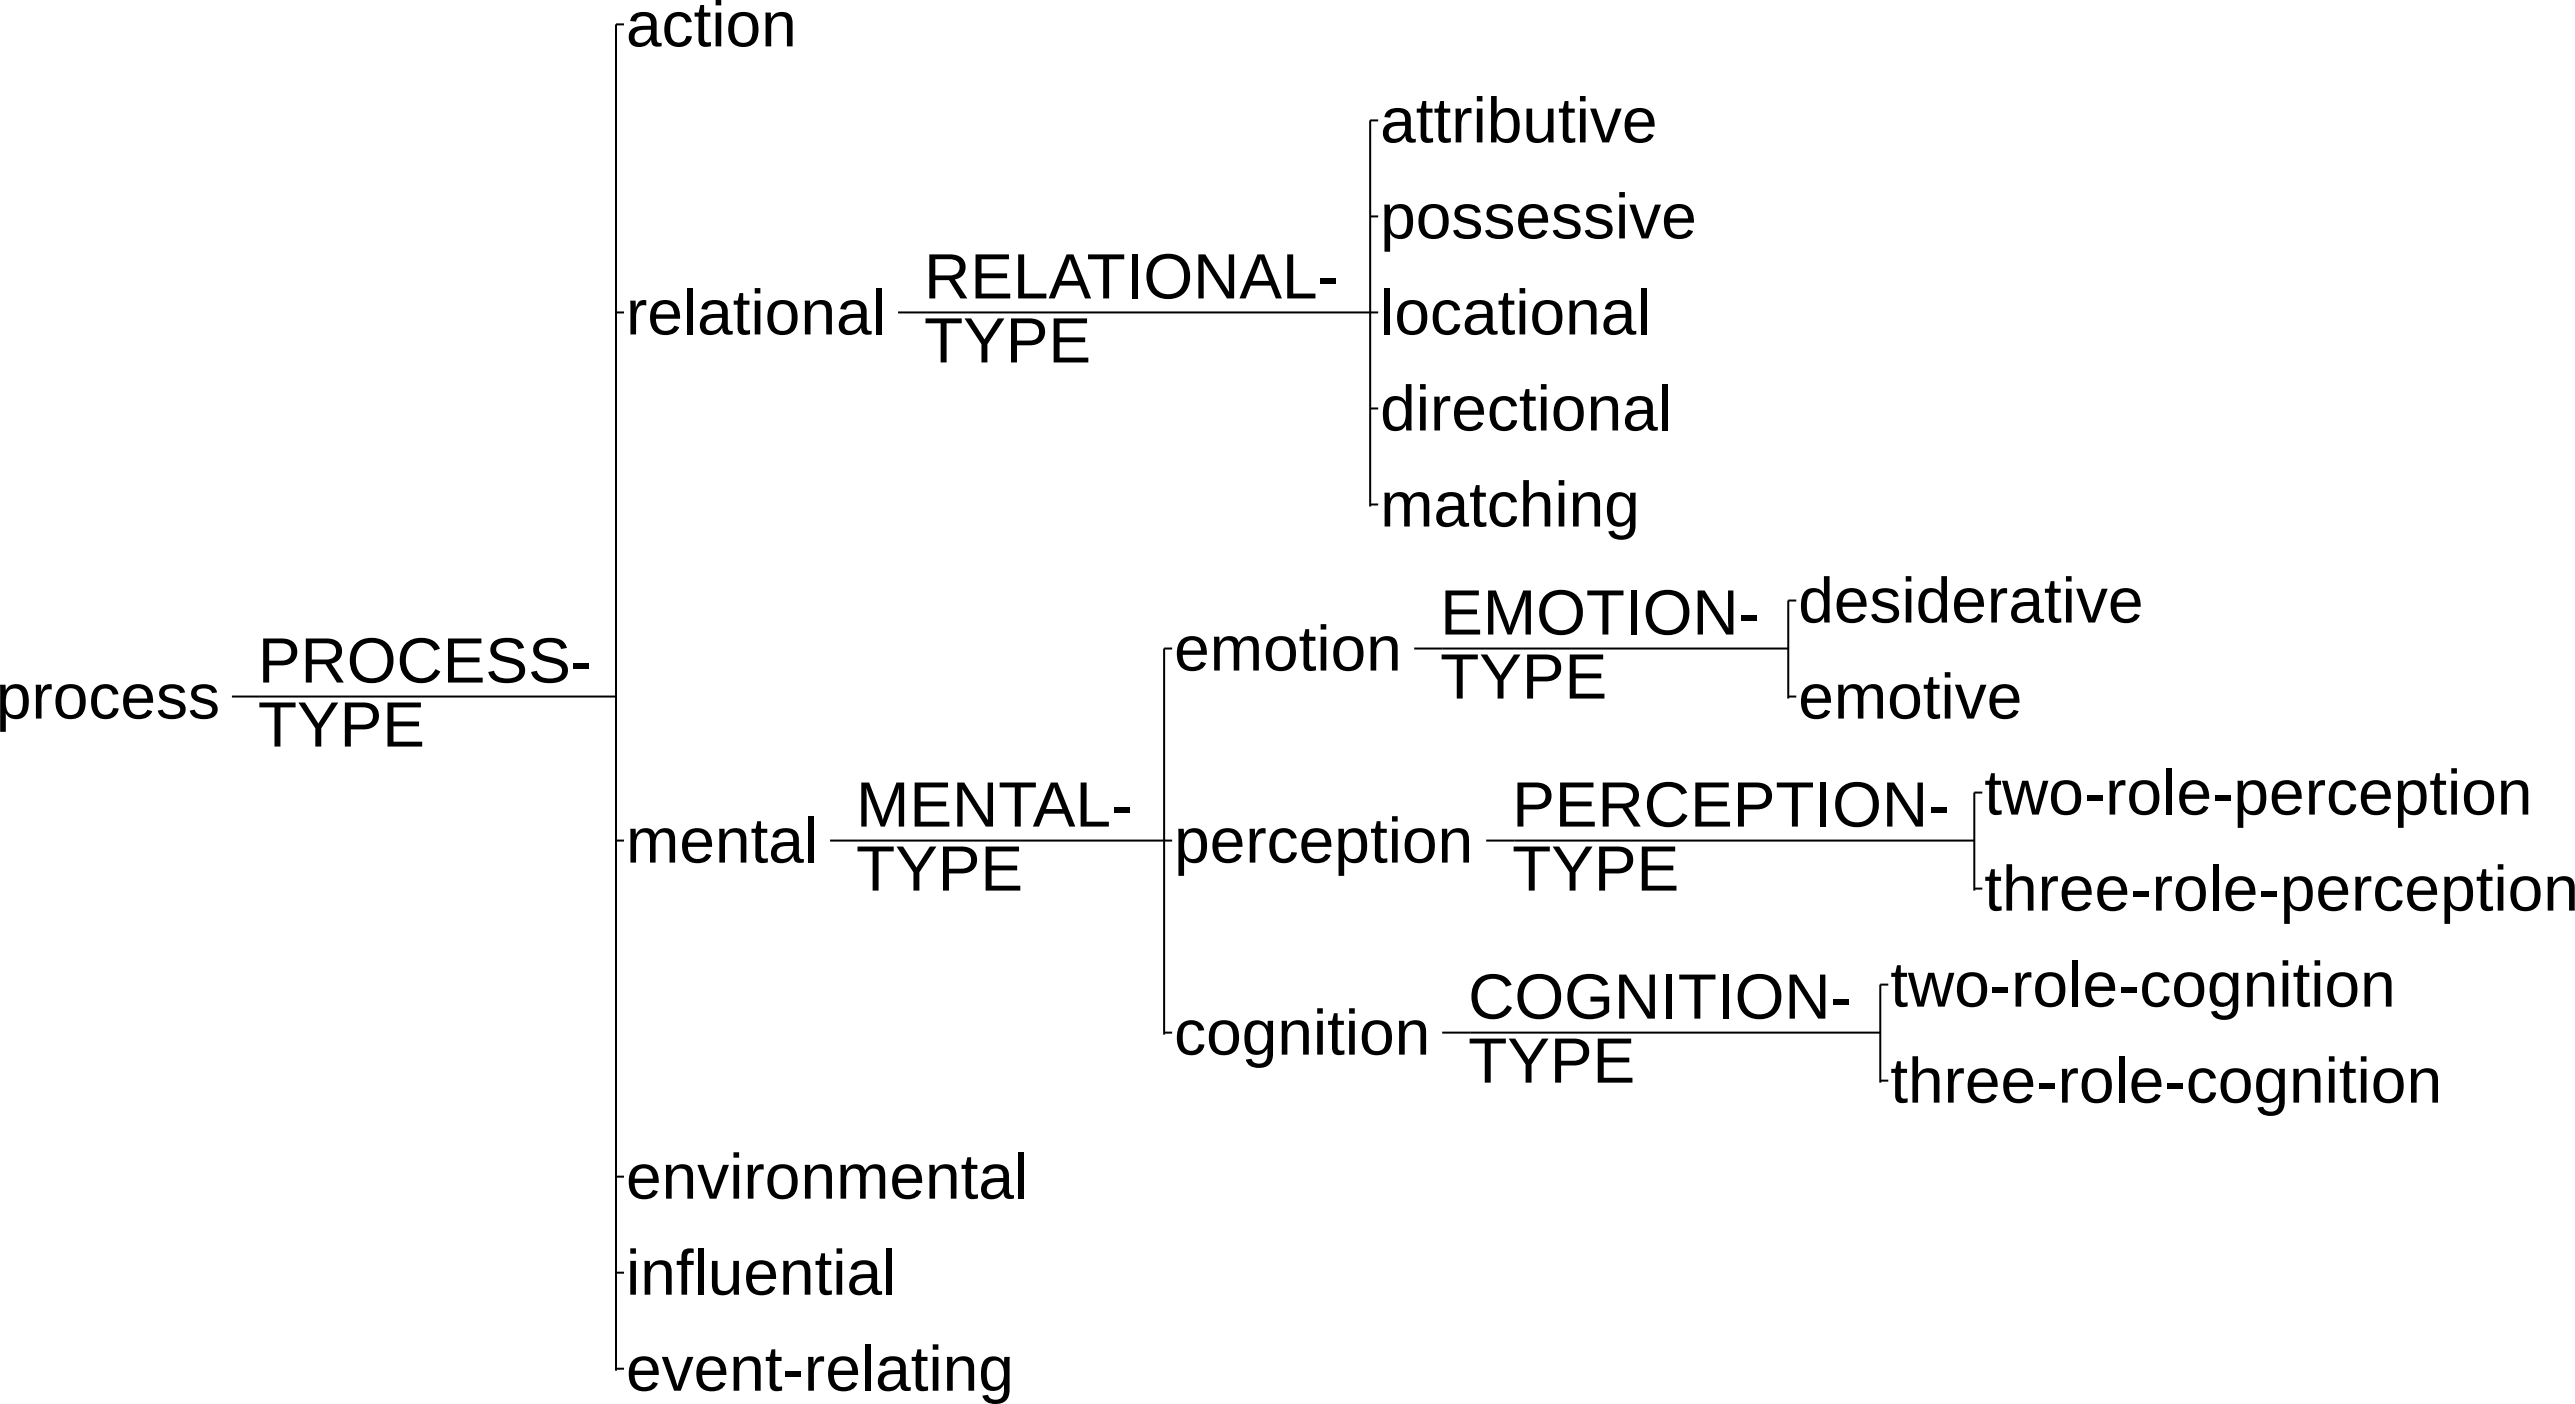 action
attributive
possessive
RELATIONAL-
relational
locational
TYPE
directional
matching
desiderative
EMOTION-
emotion
TYPE
PROCESS-
process
emotive
TYPE
two-role-perception
MENTAL-
PERCEPTION-
mental
perception
TYPE
TYPE
three-role-perception
two-role-cognition
COGNITION-
cognition
TYPE
three-role-cognition
environmental
influential
event-relating